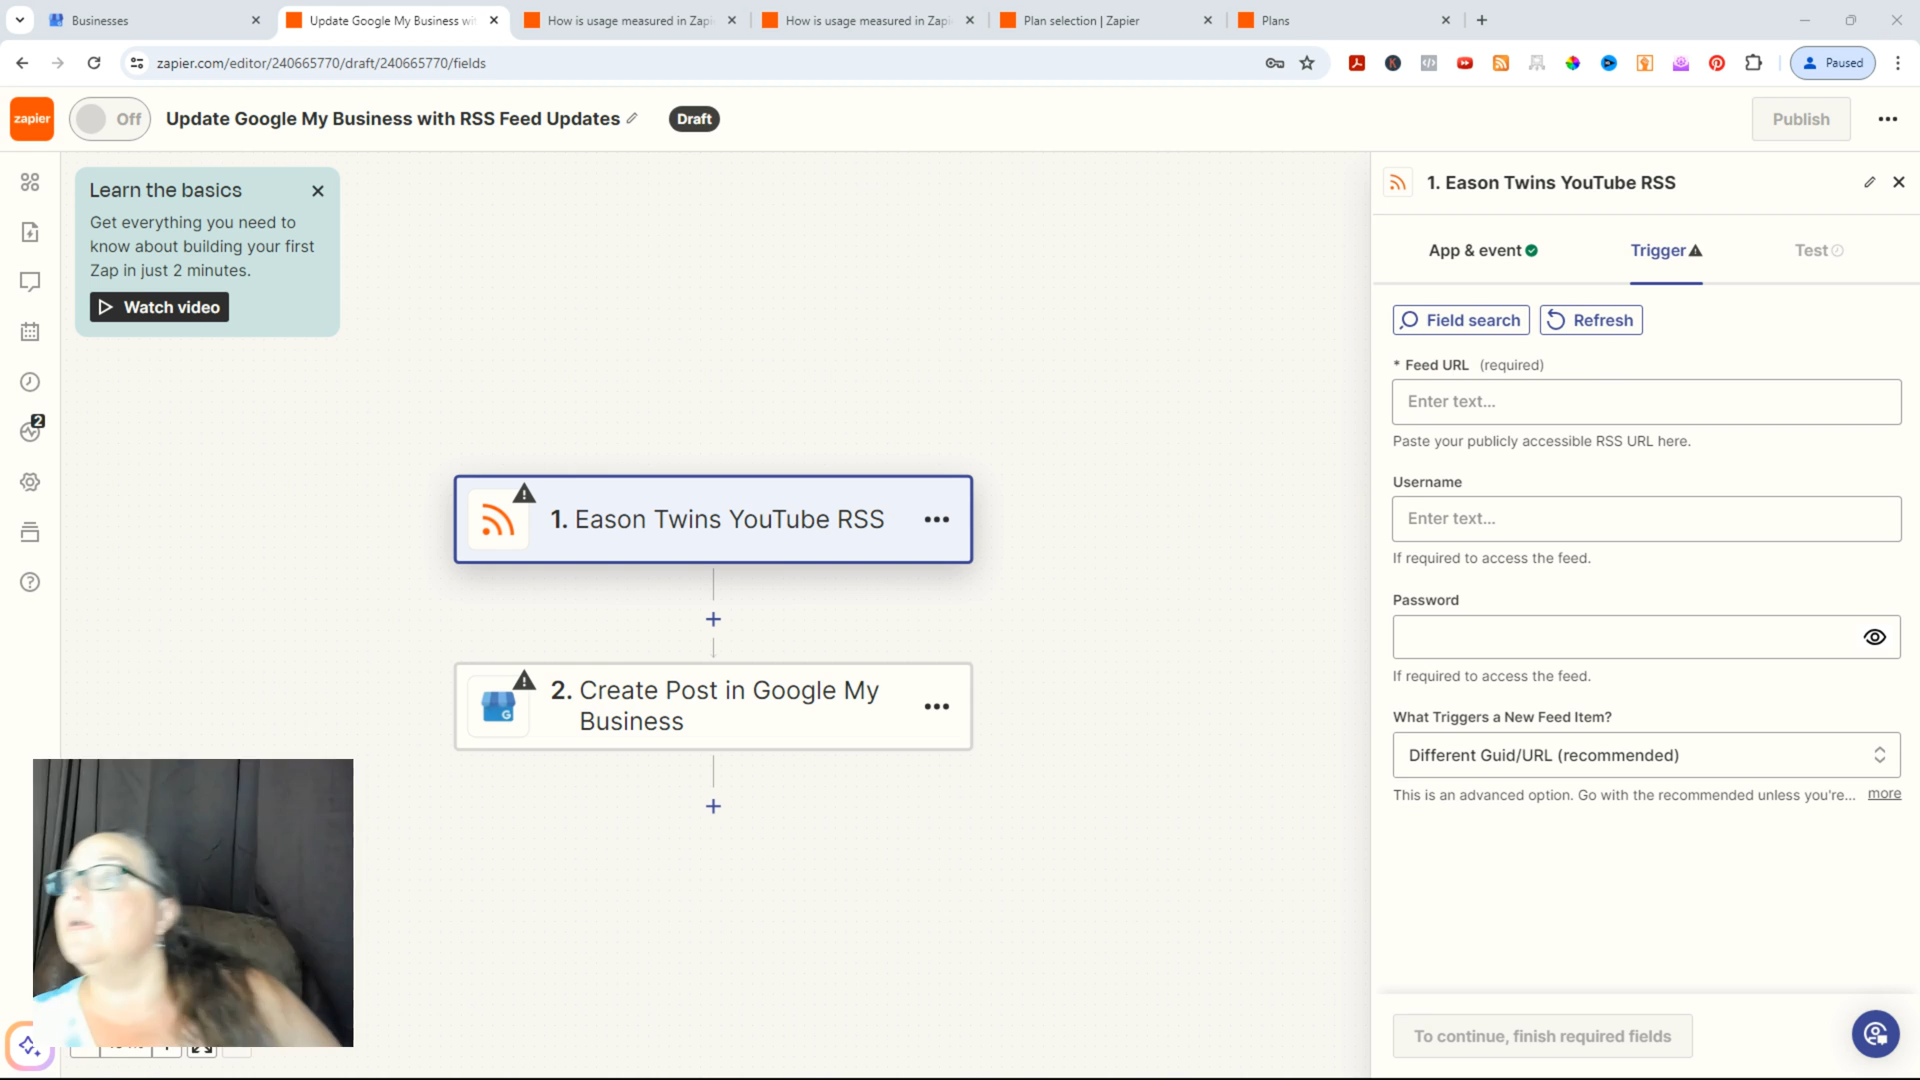 Businesses
Update Google My Business wi
How is usage measured in Zapi
How is usage measured in Zapi
Plan selection | Zapier
Plans
zapier.com/editor/240665770/draft/240665770/fields
Paused
zapier
Off
Update Google My Business with RSS Feed Updates
Draft
Publish
Learn the basics
Get everything you need to
know about building your first
Zap in just 2 minutes.
Watch video
2
1. Eason Twins YouTube RSS
2. Create Post in Google My
Business
1. Eason Twins YouTube RSS
App & event
Trigger
Test
Field search
Refresh
* Feed URL (required)
Enter text...
Paste your publicly accessible RSS URL here.
Username
Enter text...
If required to access the feed.
Password
If required to access the feed.
What Triggers a New Feed Item?
Different Guid/URL (recommended)
This is an advanced option. Go with the recommended unless you're... more
To continue, finish required fields